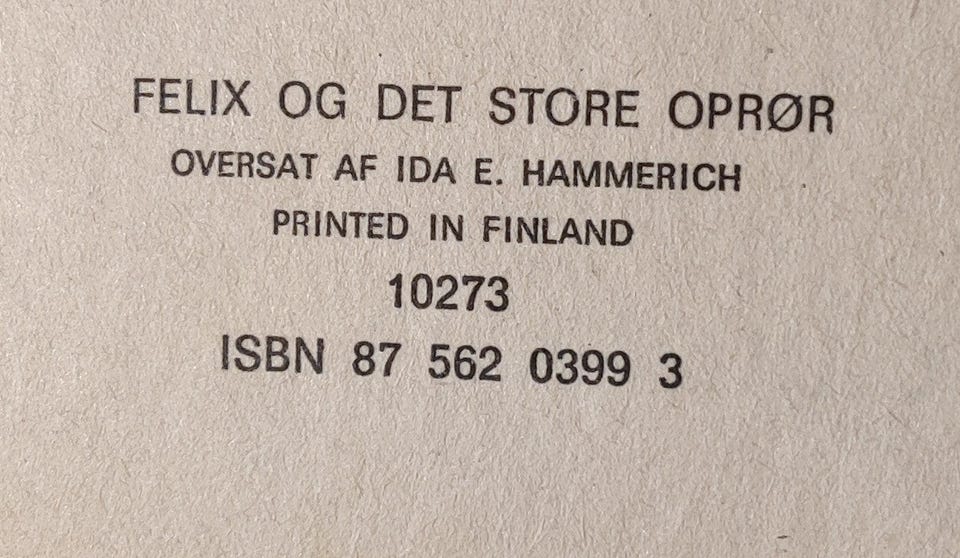 FELIX OG DET STORE OPRØR
OVERSAT AF IDA E. HAMMERICH
PRINTED IN FINLAND
10273
ISBN 87 562 0399 3